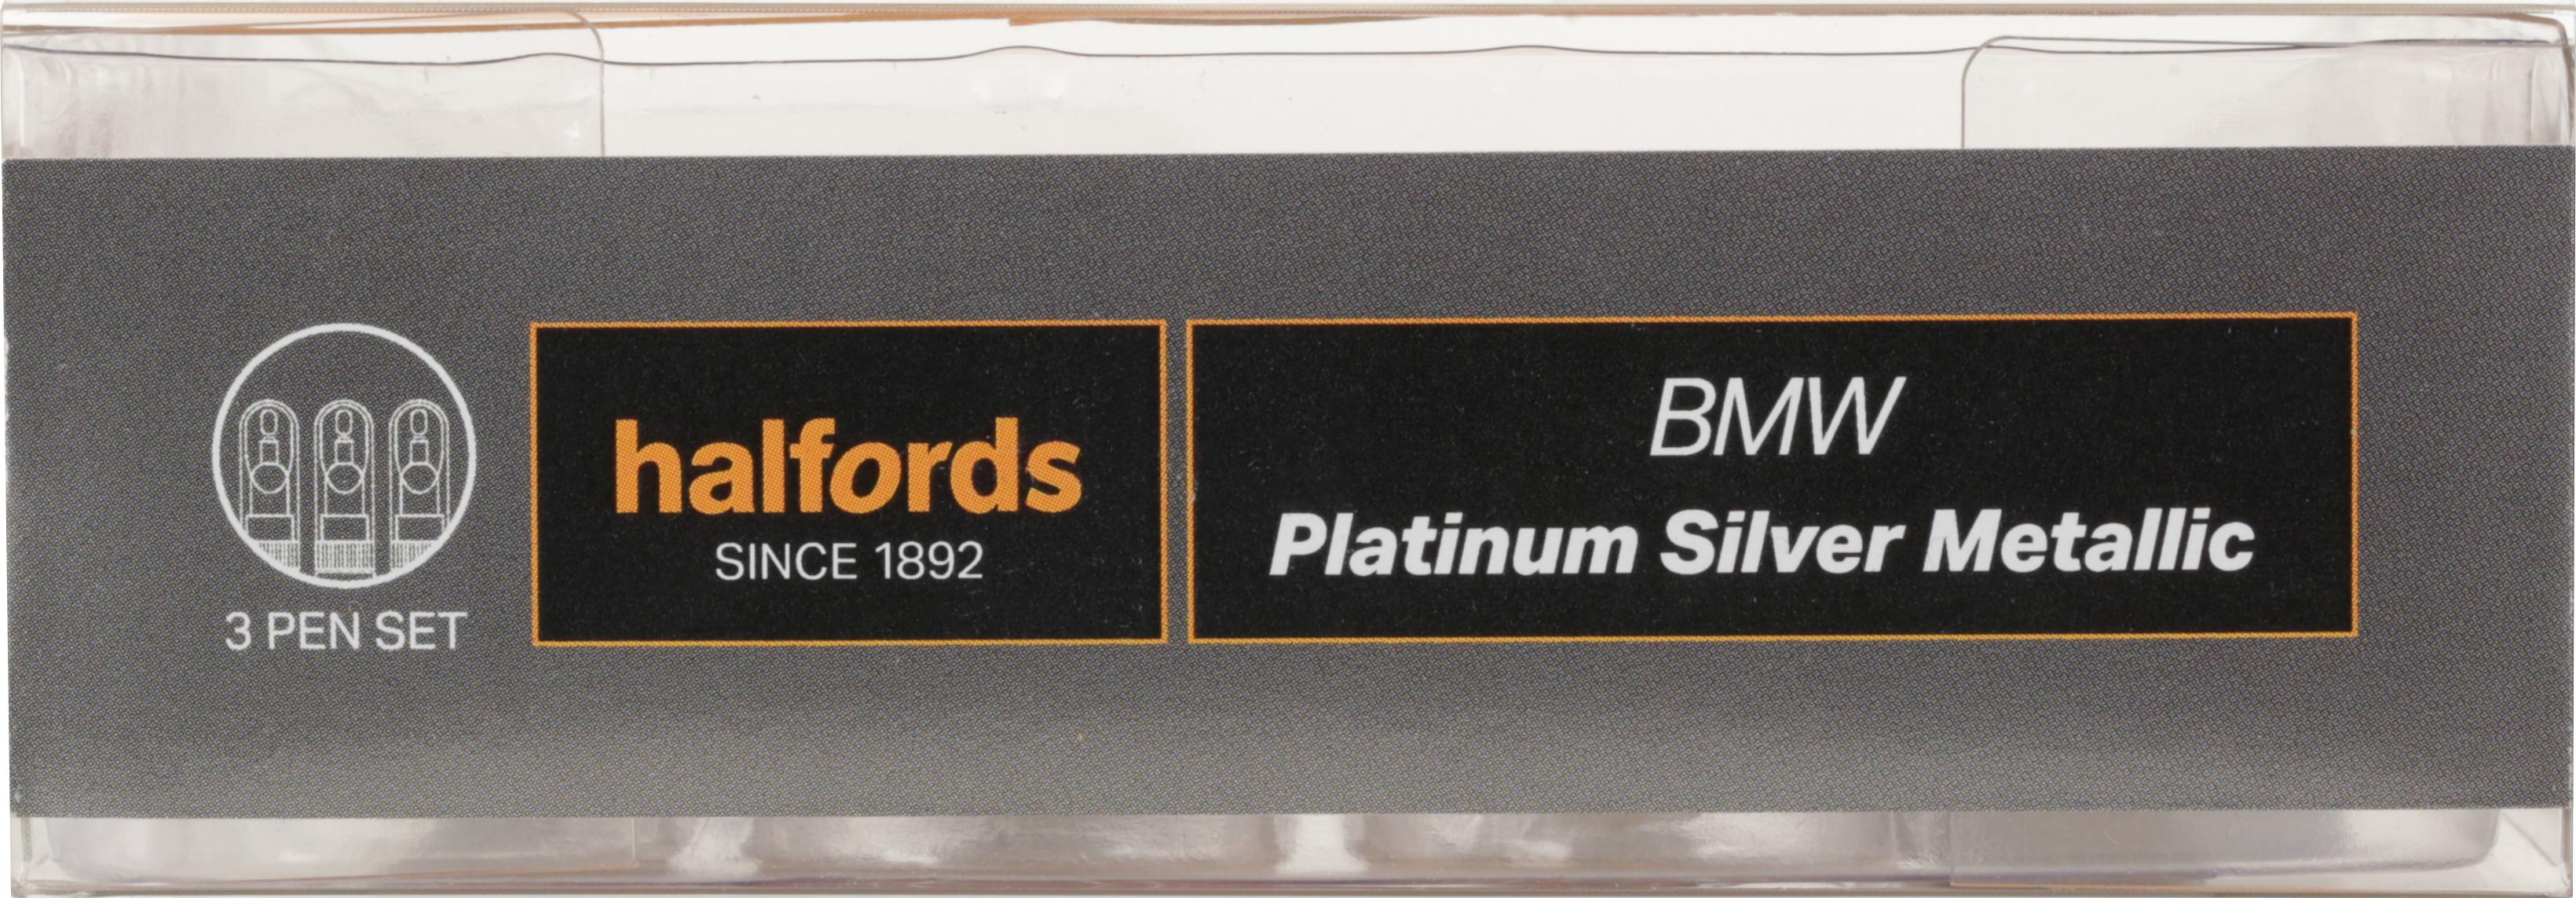 3 PEN SET
halfords
SINCE 1892
BMW
Platinum Silver Metallic